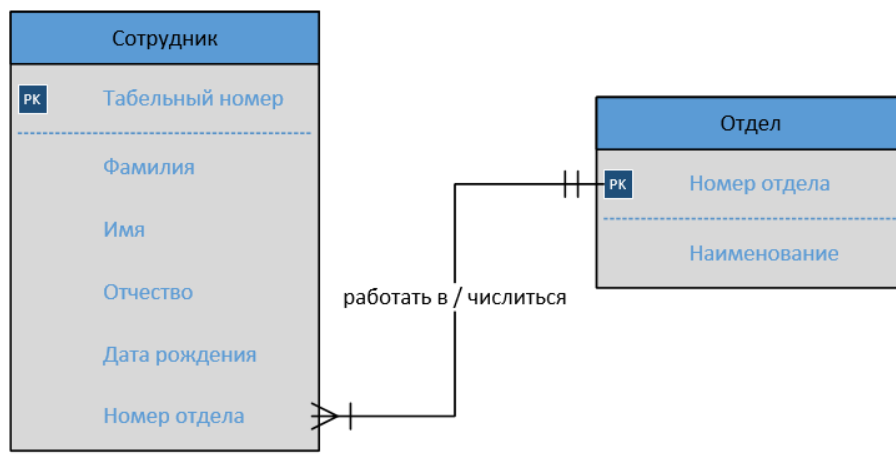 Сотрудник
PK Табельный номер
Фамилия
Имя
Отчество
Дата рождения
Номер отдела
работать в / числиться
Отдел
PK Номер отдела
Наименование